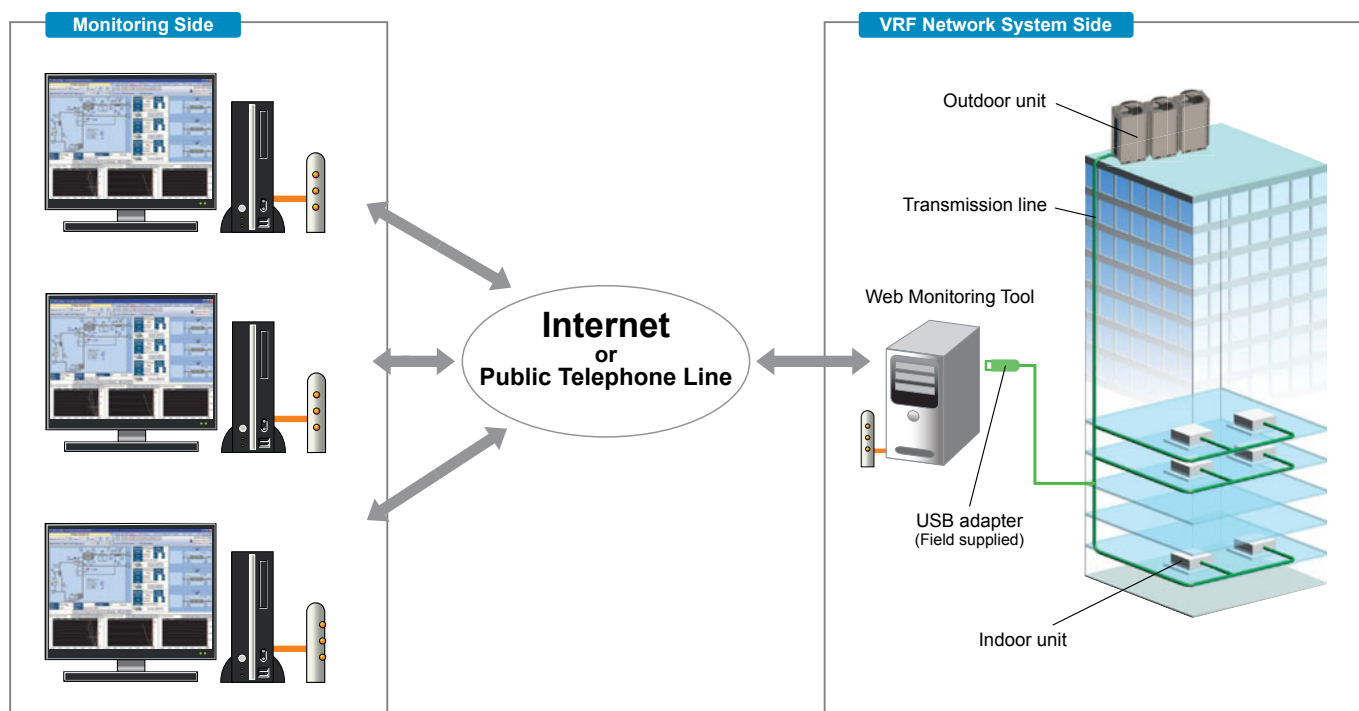 Monitoring Side
VRF Network System Side
Outdoor unit
Transmission line
Web Monitoring Tool
Internet
or
Public Telephone Line
USB adapter
(Field supplied)
Indoor unit